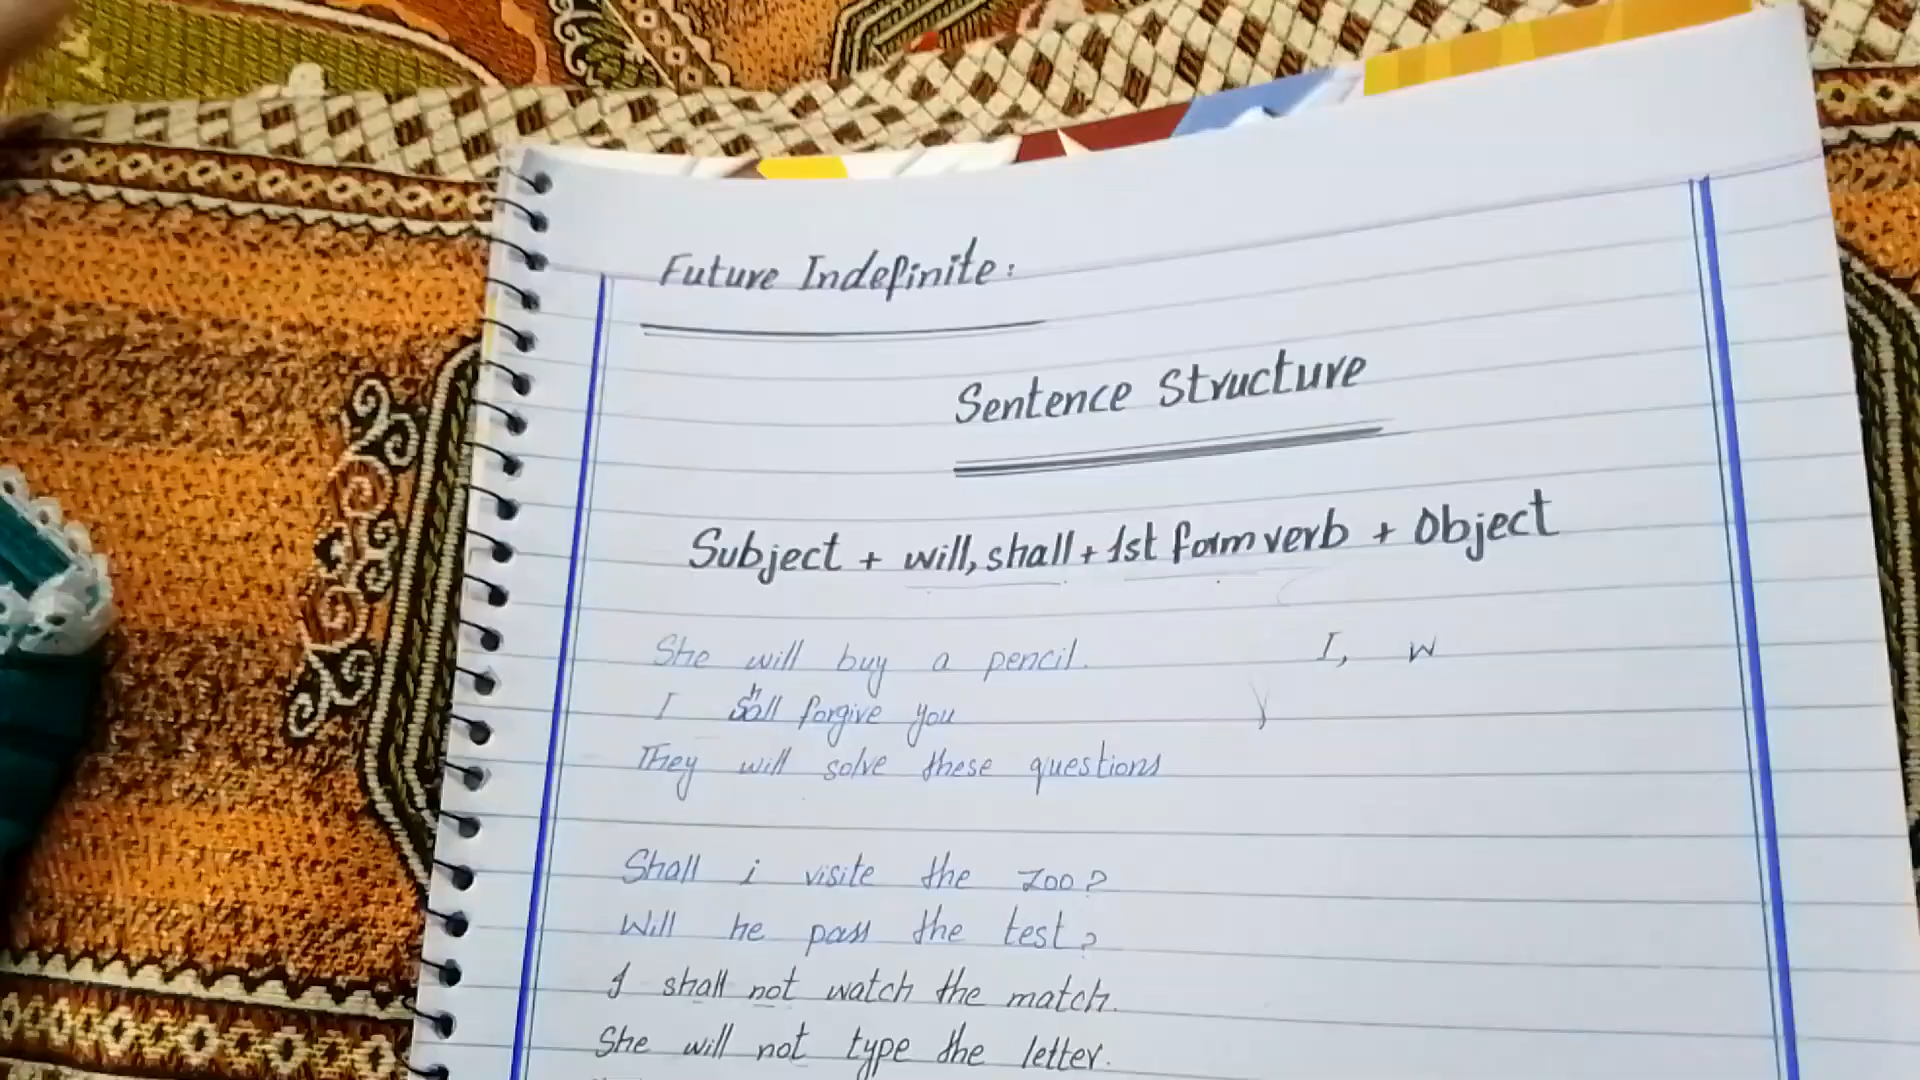 Future Indefinite:
Sentence Structure
Subject + will, shall + 1st form verb + Object
She will buy a pencil. I, w
I shall forgive you
They will solve these questions
Shall i visite the zoo?
Will he pass the test?
I shall not watch the match.
She will not type the letter.